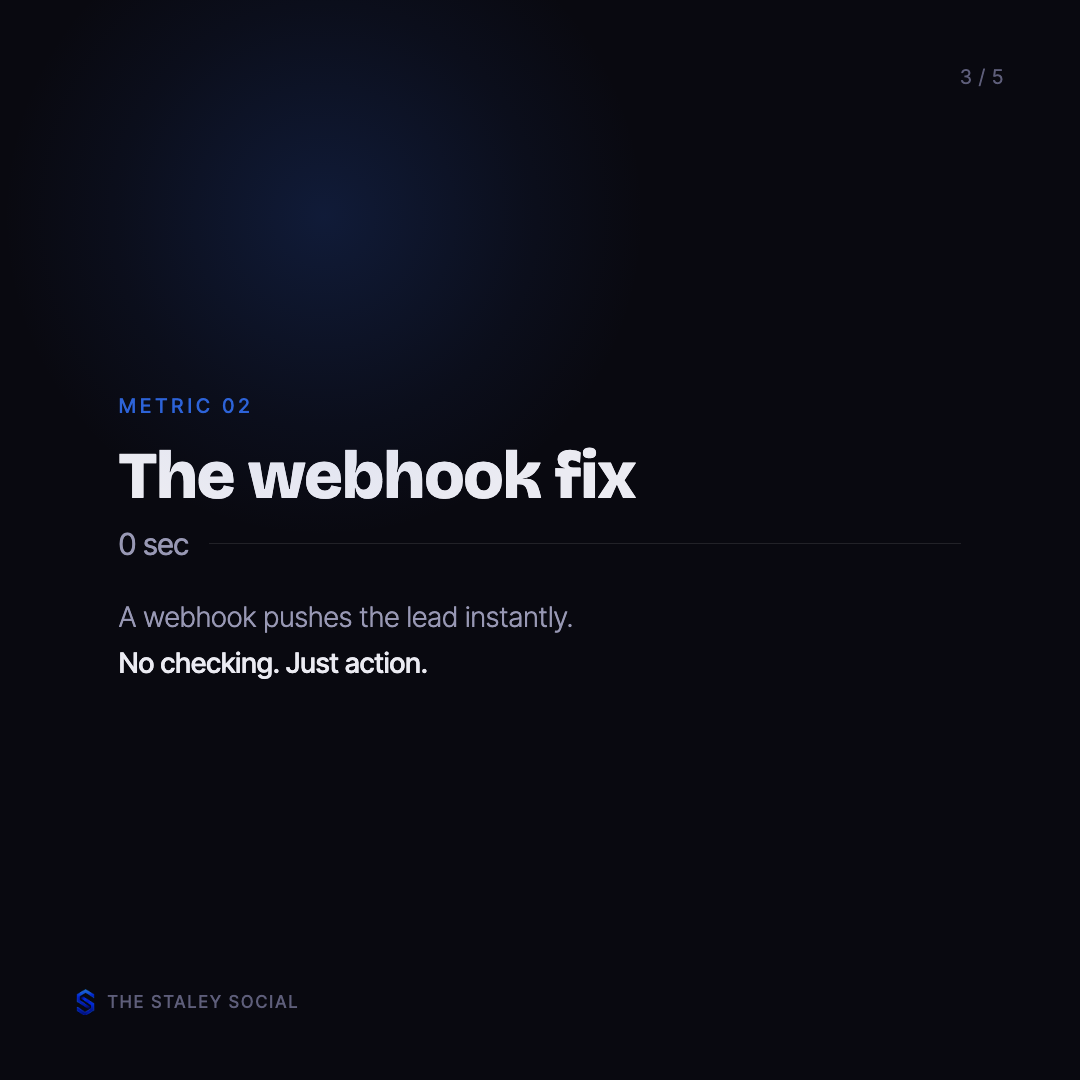 3 / 5
METRIC 02
The webhook fix
0 sec
A webhook pushes the lead instantly.
No checking. Just action.
THE STALEY SOCIAL